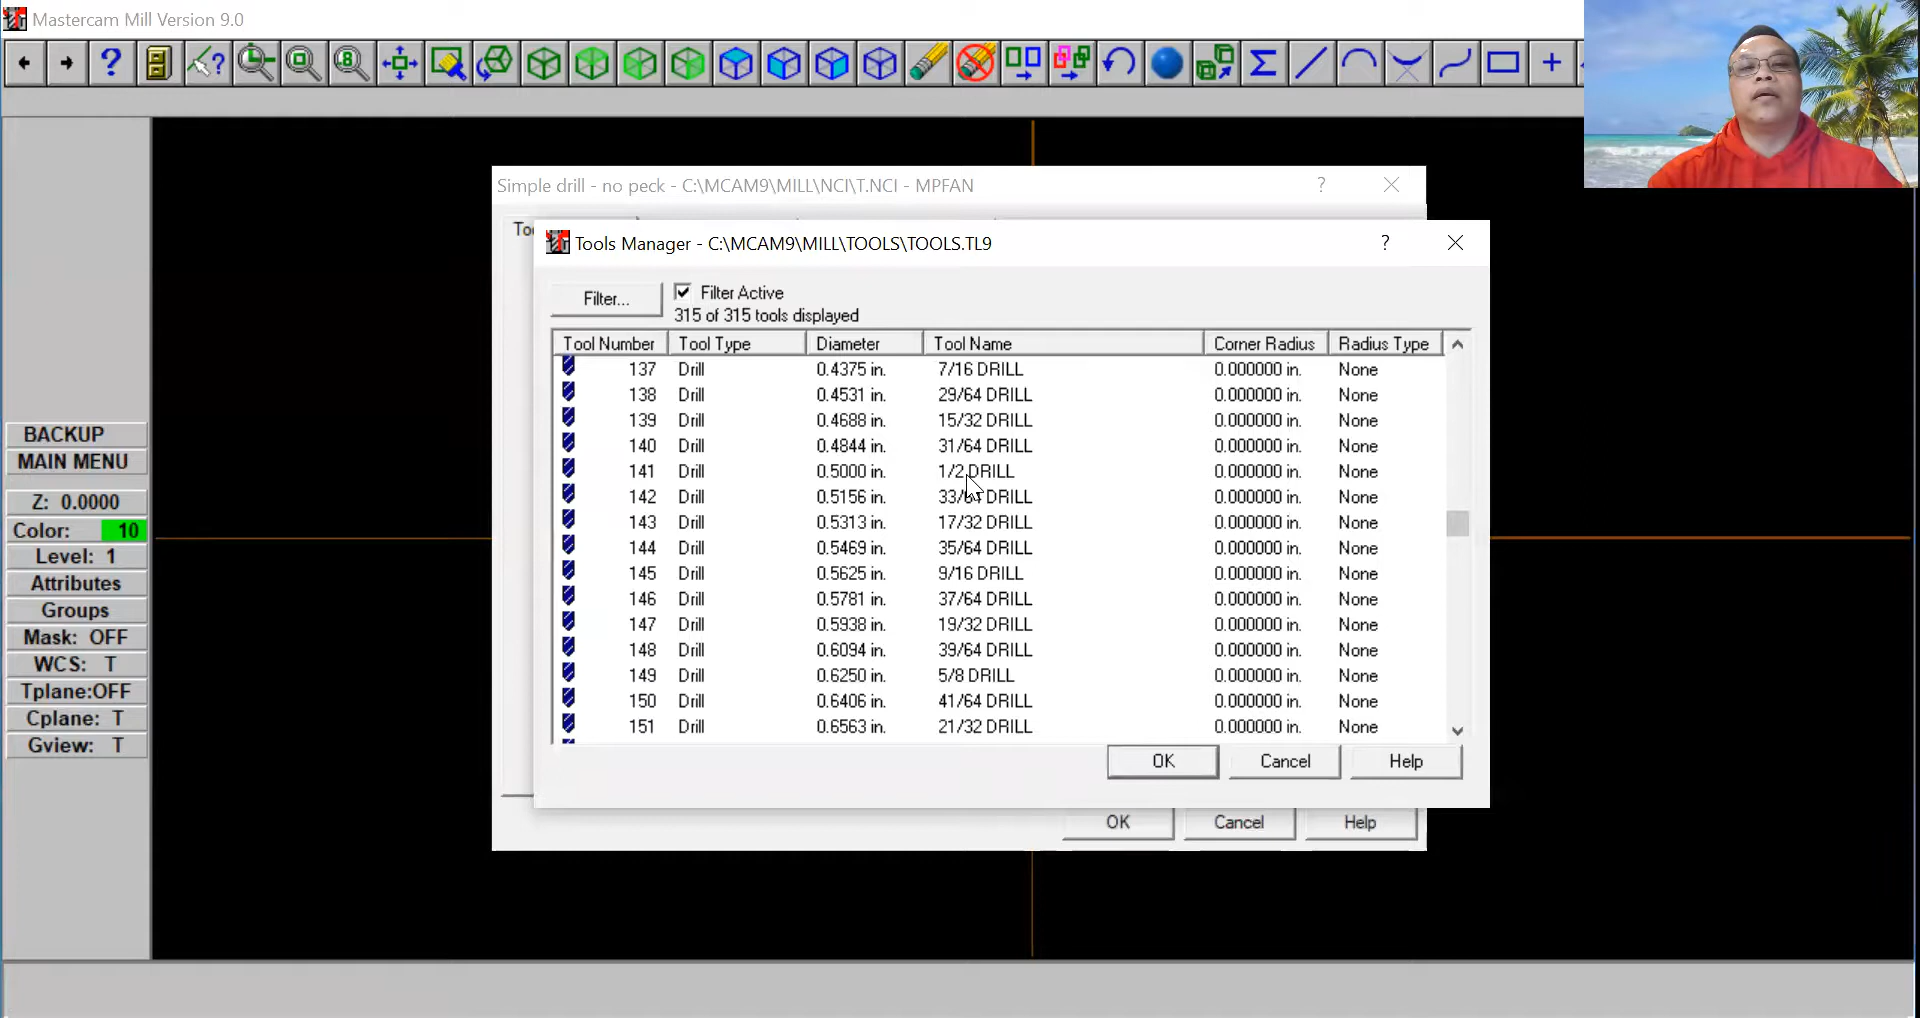 Mastercam Mill Version 9.0
Simple drill - no peck - C:\MCAM9\MILL\NCI\T.NCI - MPFAN
?
Tools Manager - C:\MCAM9\MILL\TOOLS\TOOLS.TL9
?
Filter...
Filter Active
315 of 315 tools displayed
Tool Number Tool Type Diameter Tool Name Corner Radius Radius Type
137 Drill 0.4375 in. 7/16 DRILL 0.000000 in. None
138 Drill 0.4531 in. 29/64 DRILL 0.000000 in. None
139 Drill 0.4688 in. 15/32 DRILL 0.000000 in. None
140 Drill 0.4844 in. 31/64 DRILL 0.000000 in. None
141 Drill 0.5000 in. 1/2 DRILL 0.000000 in. None
142 Drill 0.5156 in. DRILL 0.000000 in. None
143 Drill 0.5313 in. 17/32 DRILL 0.000000 in. None
144 Drill 0.5469 in. 35/64 DRILL 0.000000 in. None
145 Drill 0.5625 in. 9/16 DRILL 0.000000 in. None
146 Drill 0.5781 in. 37/64 DRILL 0.000000 in. None
147 Drill 0.5938 in. 19/32 DRILL 0.000000 in. None
148 Drill 0.6094 in. 39/64 DRILL 0.000000 in. None
149 Drill 0.6250 in. 5/8 DRILL 0.000000 in. None
150 Drill 0.6406 in. 41/64 DRILL 0.000000 in. None
151 Drill 0.6563 in. 21/32 DRILL 0.000000 in. None
OK Cancel Help
OK Cancel Help
BACKUP
MAIN MENU
Z: 0.0000
Color: 10
Level: 1
Attributes
Groups
Mask: OFF
WCS: T
Tplane:OFF
Cplane: T
Gview: T